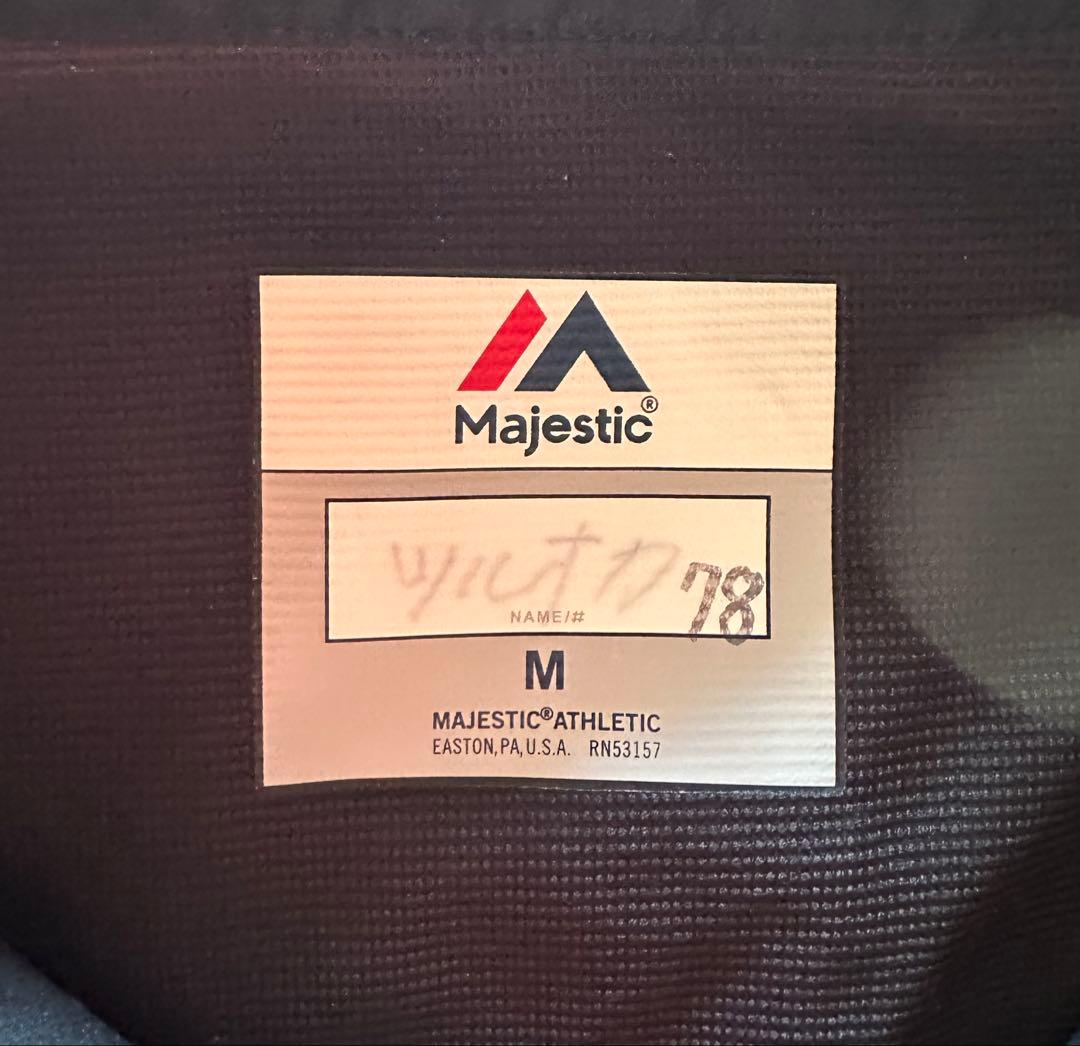 Majestic®
ツルオカ 78
NAME/#
M
MAJESTIC®ATHLETIC
EASTON,PA,U.S.A. RN53157